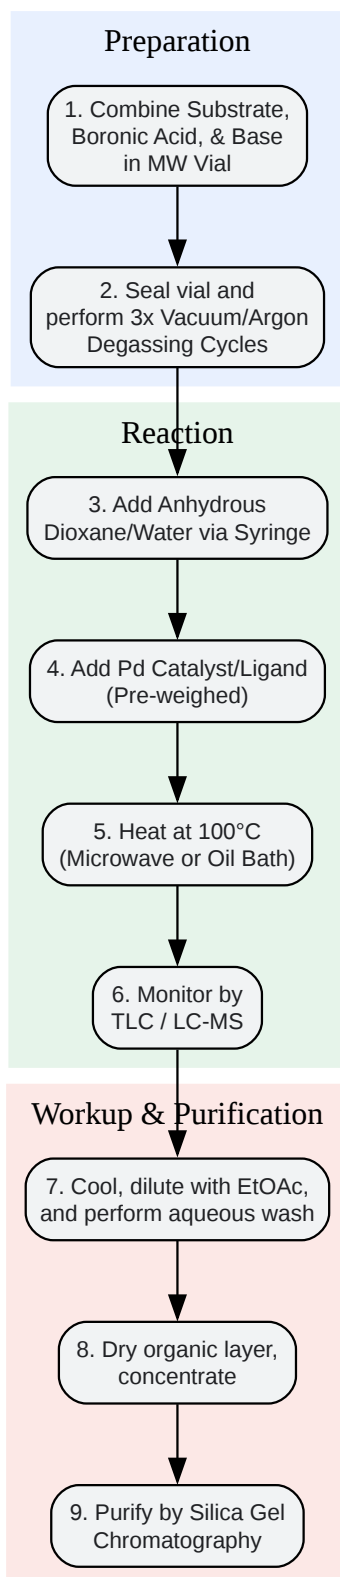 Preparation
1. Combine Substrate,
Boronic Acid, & Base
in MW Vial
2. Seal vial and
perform 3x Vacuum/Argon
Degassing Cycles
Reaction
3. Add Anhydrous
Dioxane/Water via Syringe
4. Add Pd Catalyst/Ligand
(Pre-weighed)
5. Heat at 100°C
(Microwave or Oil Bath)
6. Monitor by
TLC / LC-MS
Workup & Purification
7. Cool, dilute with EtOAc,
and perform aqueous wash
8. Dry organic layer,
concentrate
9. Purify by Silica Gel
Chromatography